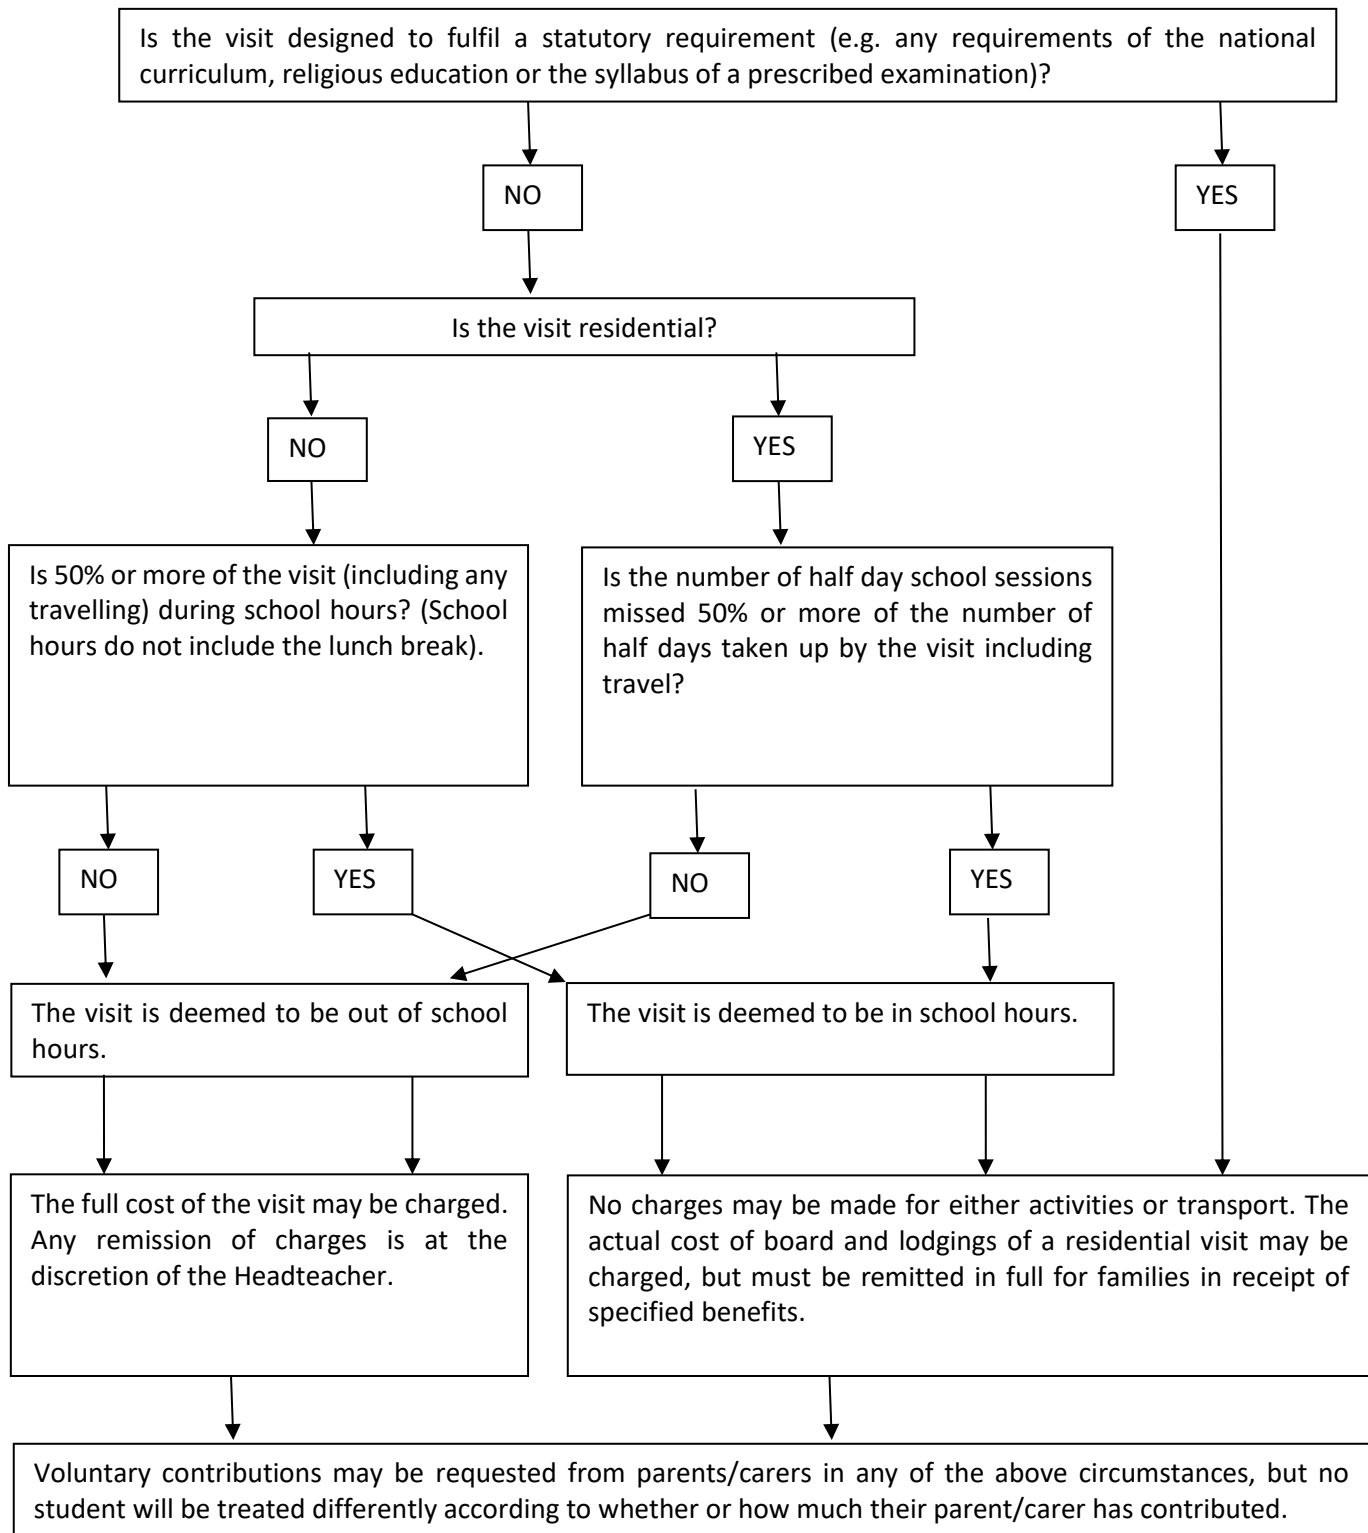 Is the visit designed to fulfil a statutory requirement (e.g. any requirements of the national
curriculum, religious education or the syllabus of a prescribed examination)?
NO
YES
Is the visit residential?
NO
YES
Is 50% or more of the visit (including any
travelling) during school hours? (School
hours do not include the lunch break).
Is the number of half day school sessions
missed 50% or more of the number of
half days taken up by the visit including
travel?
NO
YES
NO
YES
The visit is deemed to be out of school
hours.
The visit is deemed to be in school hours.
The full cost of the visit may be charged.
Any remission of charges is at the
discretion of the Headteacher.
No charges may be made for either activities or transport. The
actual cost of board and lodgings of a residential visit may be
charged, but must be remitted in full for families in receipt of
specified benefits.
Voluntary contributions may be requested from parents/carers in any of the above circumstances, but no
student will be treated differently according to whether or how much their parent/carer has contributed.